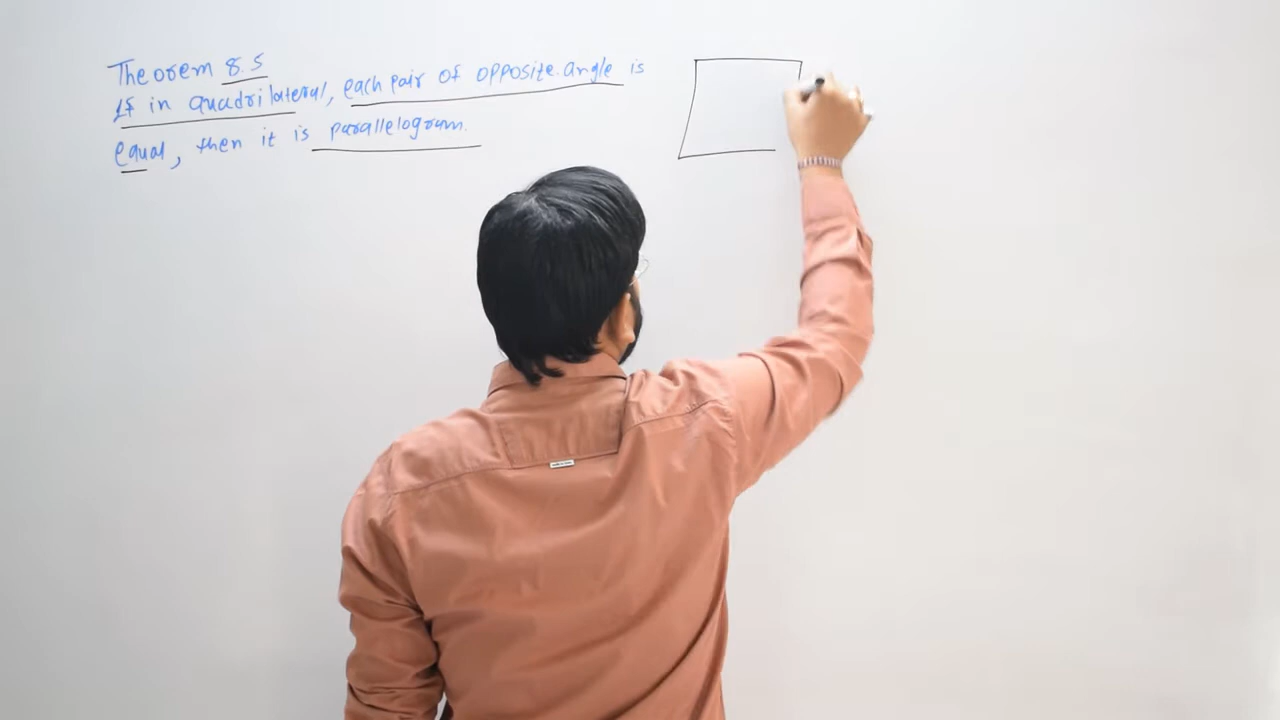 Theorem 8.5
If in quadrilateral, each pair of opposite angle is
equal, then it is parallelogram.